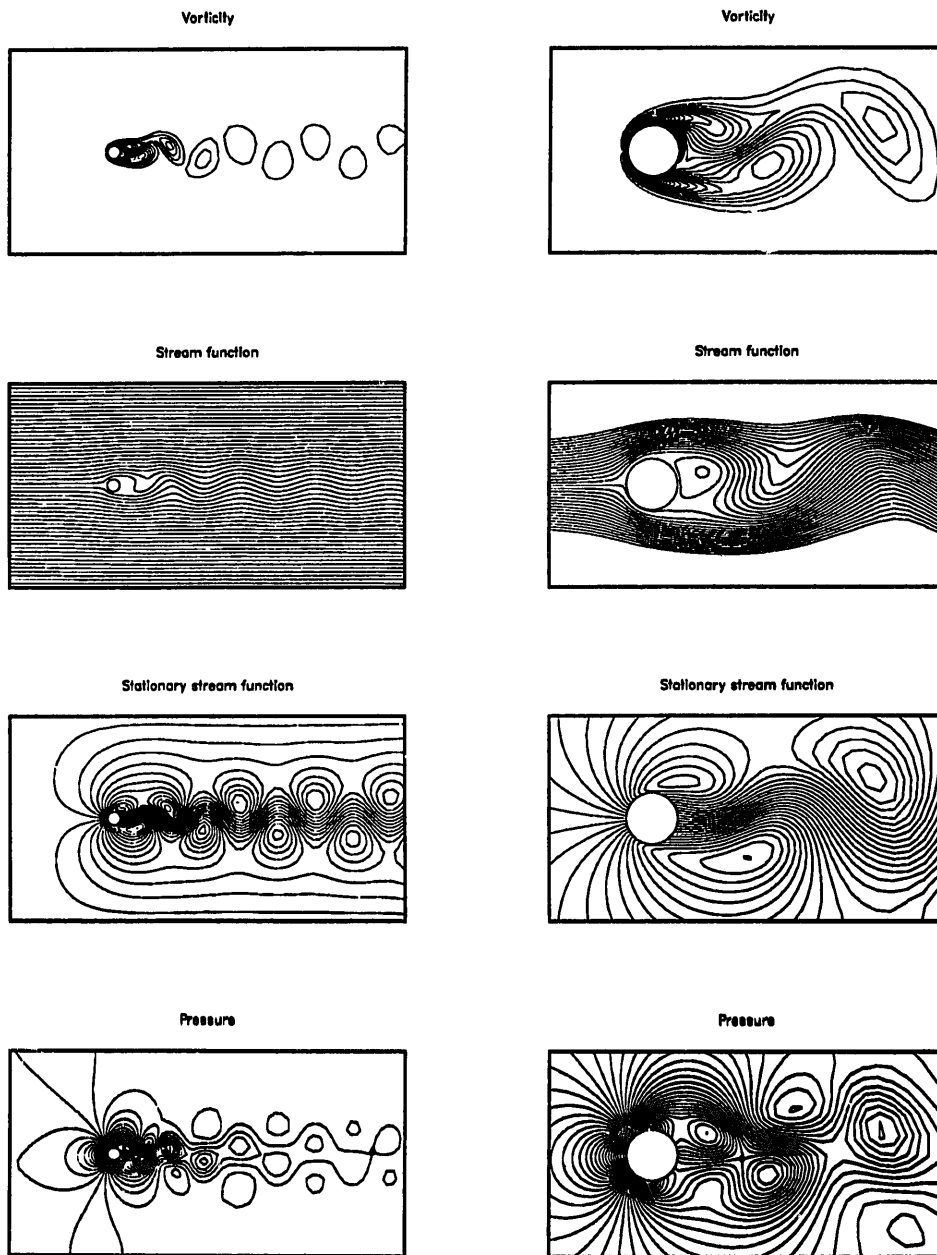 Vorticity
Vorticity
Stream function
Stream function
Stationary stream function
Stationary stream function
Pressure
Pressure